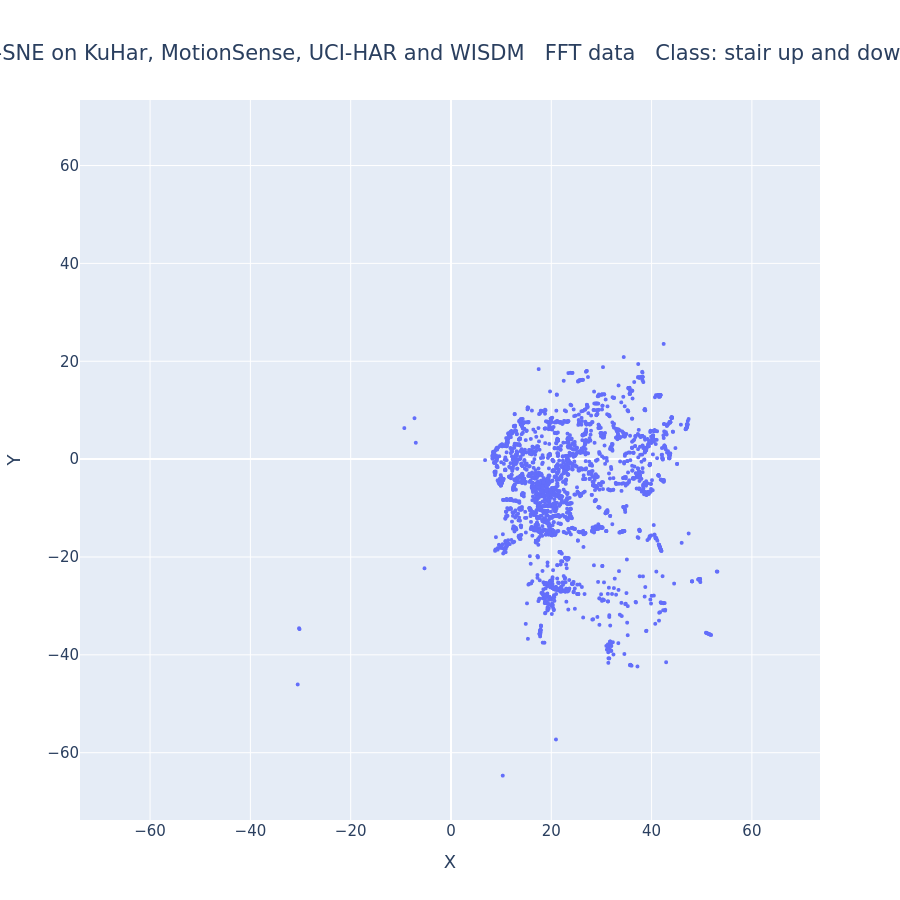 -SNE on KuHar, MotionSense, UCI-HAR and WISDM   FFT data   Class: stair up and dow
60
40
20
0
−20
−40
−60
Y
−60 −40 −20 0 20 40 60
X